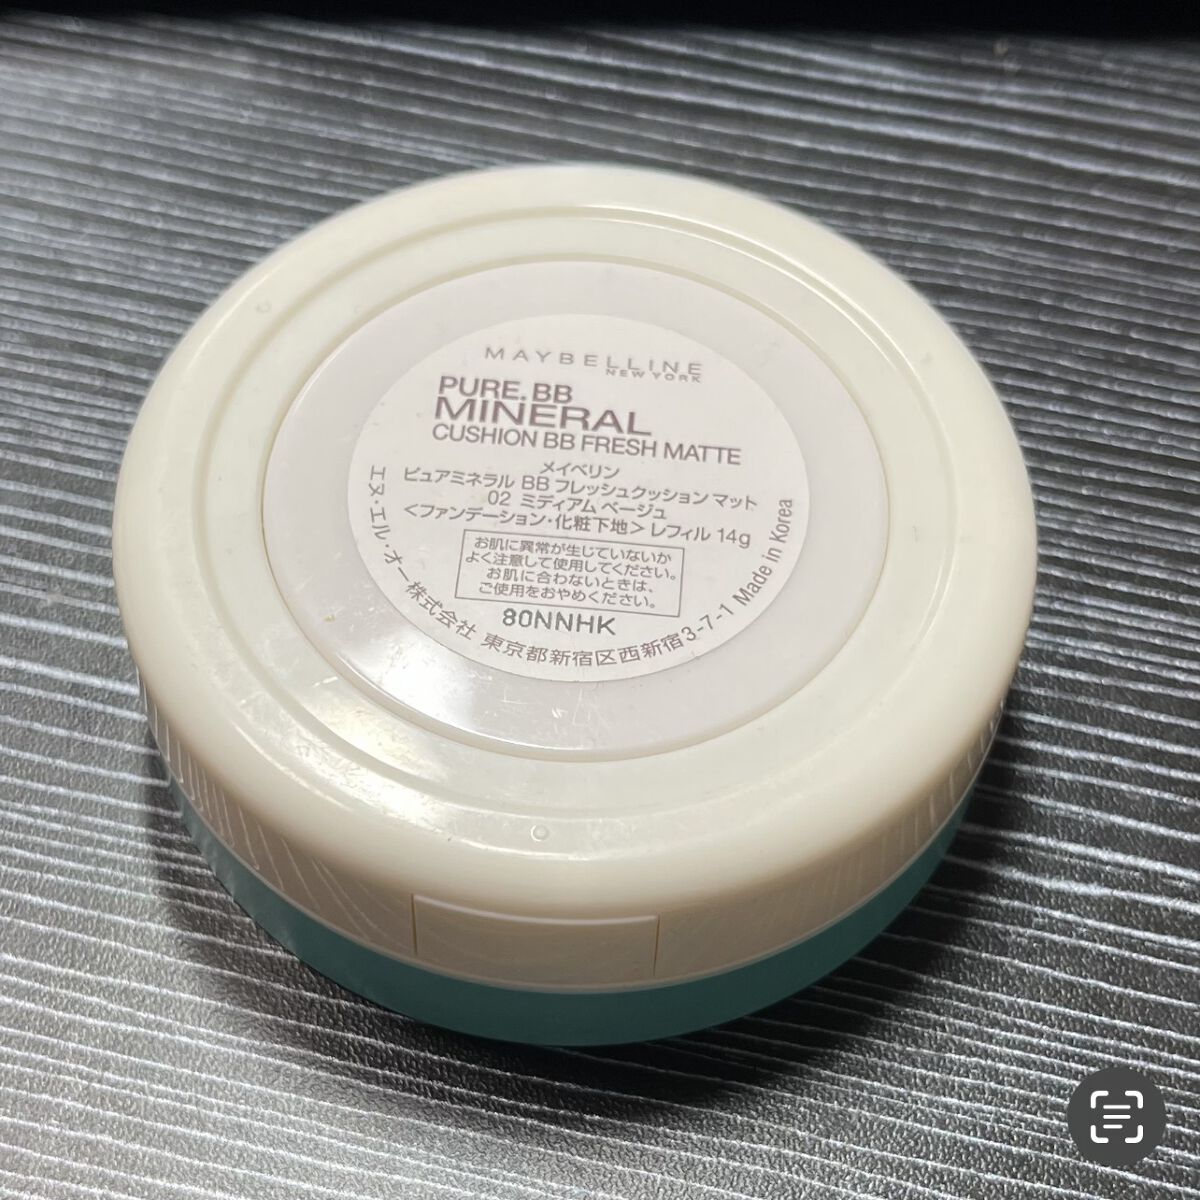 MAYBELLINE
NEW YORK
PURE.BB
MINERAL
CUSHION BB FRESH MATTE
メイベリン
ピュアミネラル BB フレッシュクッション マット
02 ミディアム ベージュ
＜ファンデーション・化粧下地＞ レフィル 14g
お肌に異常が生じていないか
よく注意して使用してください。
お肌に合わないときは、
ご使用をおやめください。
80NNHK
エヌ・エル・オー株式会社 東京都新宿区西新宿3-7-1 Made in Korea